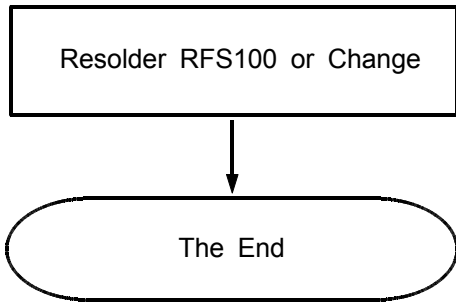 Resolder RFS100 or Change
The End